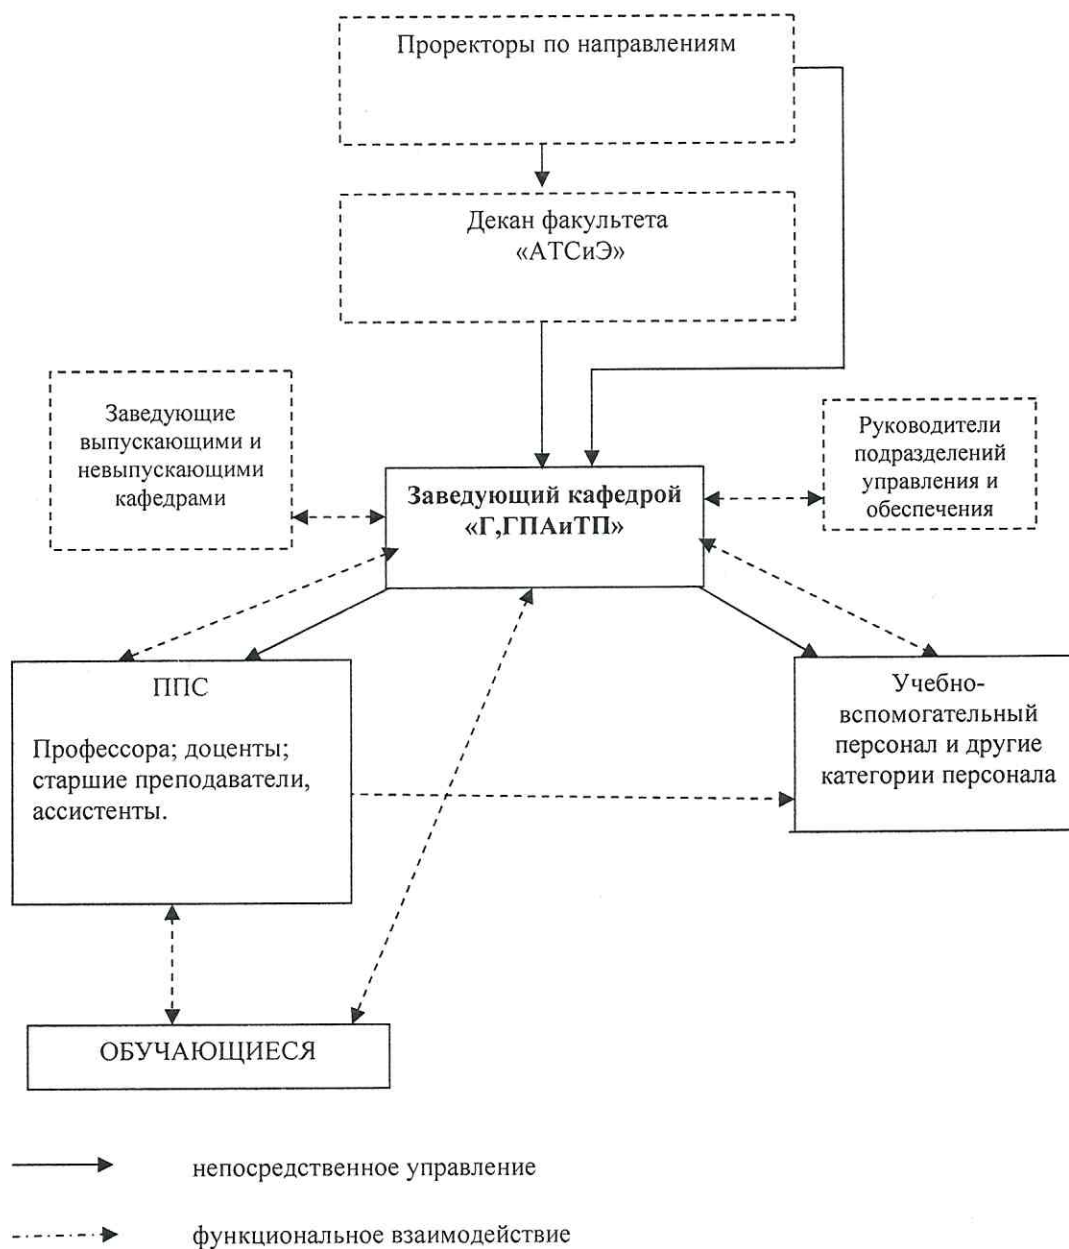 Проректоры по направлениям
Декан факультета
«АТСиЭ»
Заведующие
выпускающими и
невыпускающими
кафедрами
Руководители
подразделений
управления и
обеспечения
Заведующий кафедрой
«Г,ГПАиТП»
ППС
Профессора; доценты;
старшие преподаватели,
ассистенты.
Учебно-
вспомогательный
персонал и другие
категории персонала
ОБУЧАЮЩИЕСЯ
непосредственное управление
функциональное взаимодействие